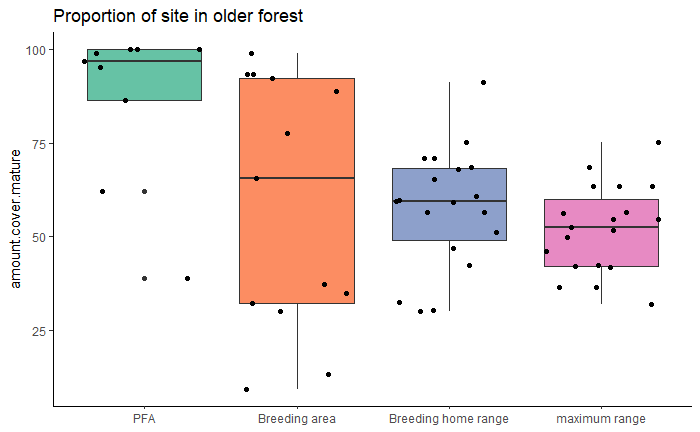 Proportion of site in older forest
amount.cover.mature
100
75
50
25
PFA
Breeding area
Breeding home range
maximum range